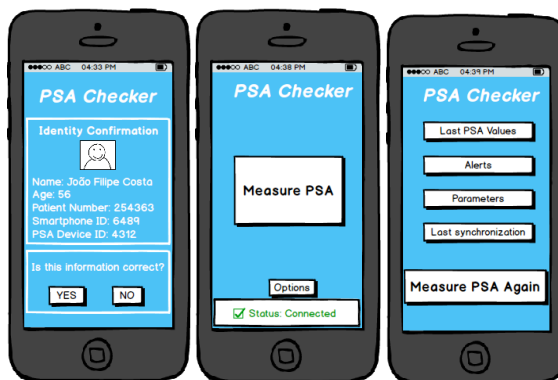 ●●●○○ ABC 04:33 PM
PSA Checker
Identity Confirmation
Name: João Filipe Costa
Age: 56
Patient Number: 254363
Smartphone ID: 6489
PSA Device ID: 4312
Is this information correct?
YES NO
●●●○○ ABC 04:38 PM
PSA Checker
Measure PSA
Options
Status: Connected
●●●○○ ABC 04:39 PM
PSA Checker
Last PSA Values
Alerts
Parameters
Last synchronization
Measure PSA Again